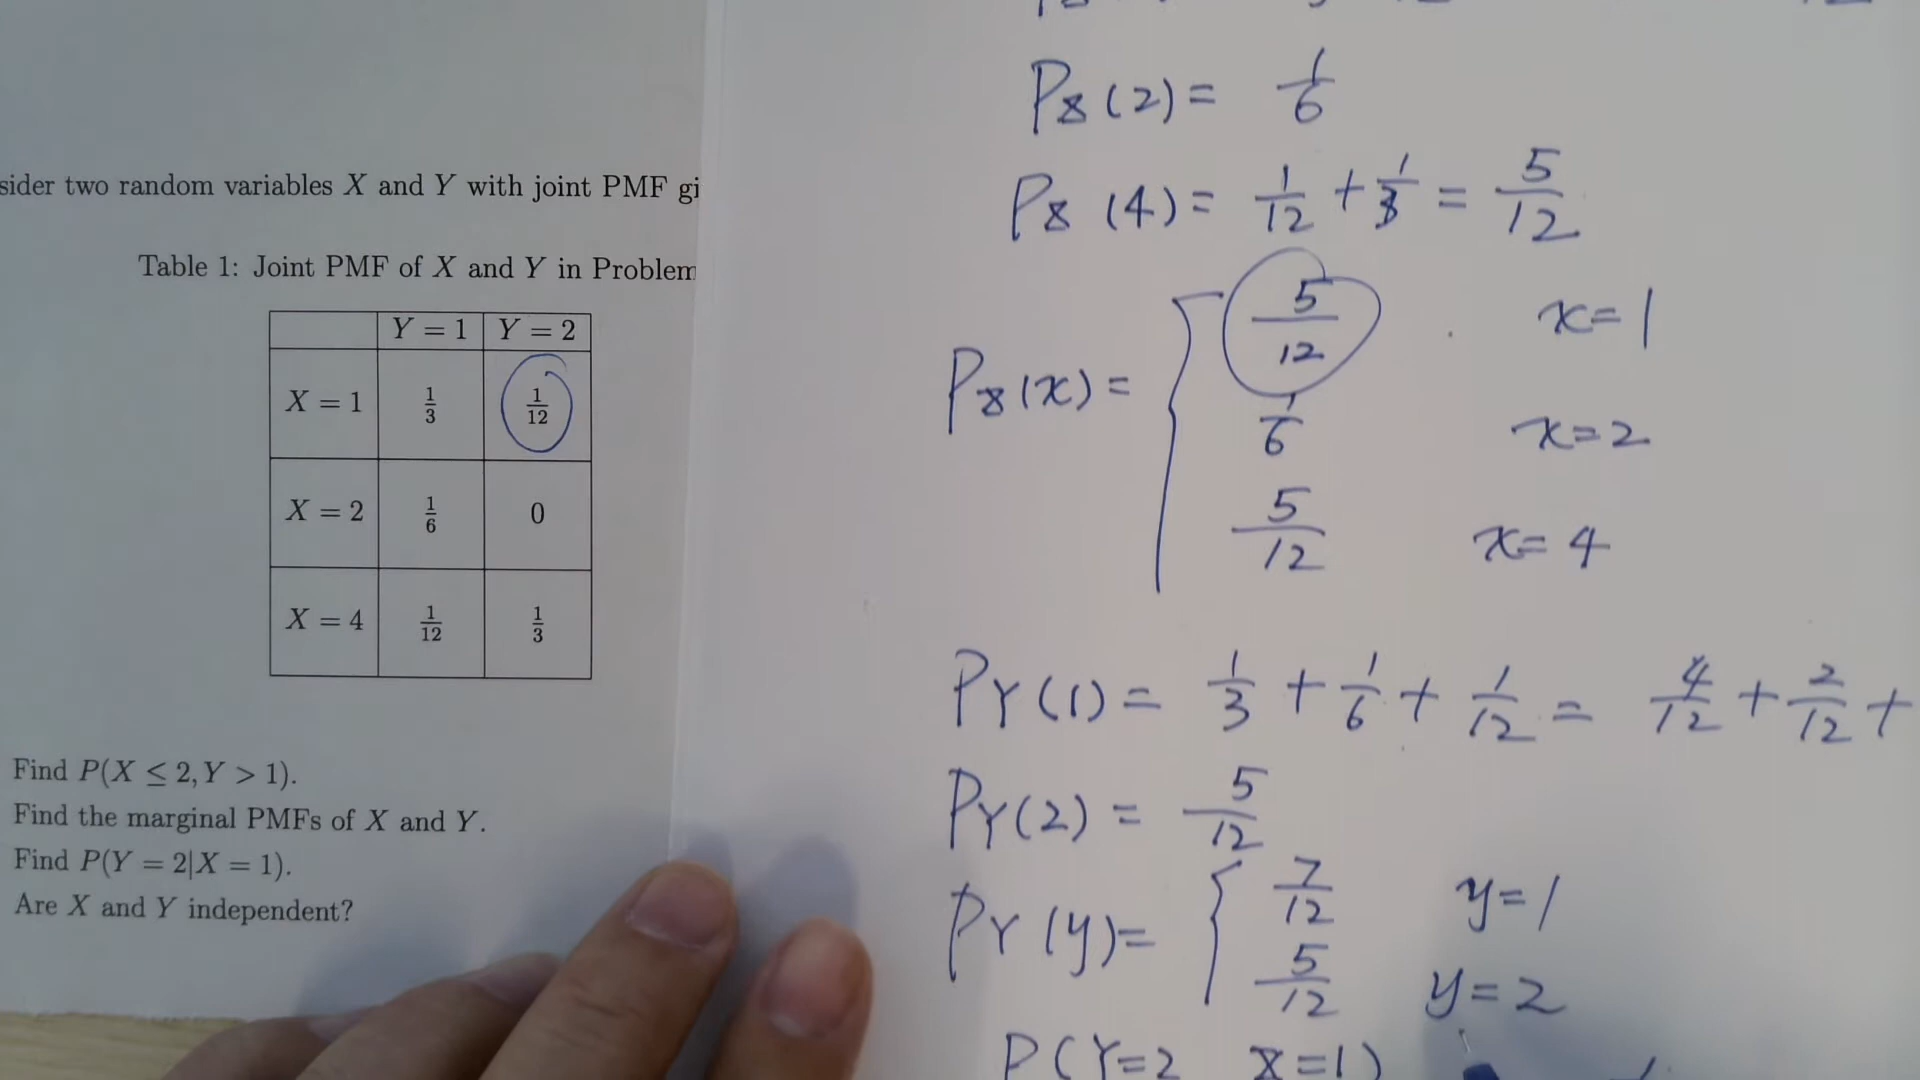 sider two random variables X and Y with joint PMF gi
Table 1: Joint PMF of X and Y in Problem
Y = 1 Y = 2
X = 1 1/3 1/12
X = 2 1/6 0
X = 4 1/12 1/3
Find P(X ≤ 2, Y > 1).
Find the marginal PMFs of X and Y.
Find P(Y = 2|X = 1).
Are X and Y independent?
PX(2) = 1/6
PX(4) = 1/12 + 1/3 = 5/12
PX(x) = { 5/12 x=1
1/6 x=2
5/12 x=4
PY(1) = 1/3 + 1/6 + 1/12 = 4/12 + 2/12 +
PY(2) = 5/12
PY(y) = { 7/12 y=1
5/12 y=2
P(Y=2 X=1)